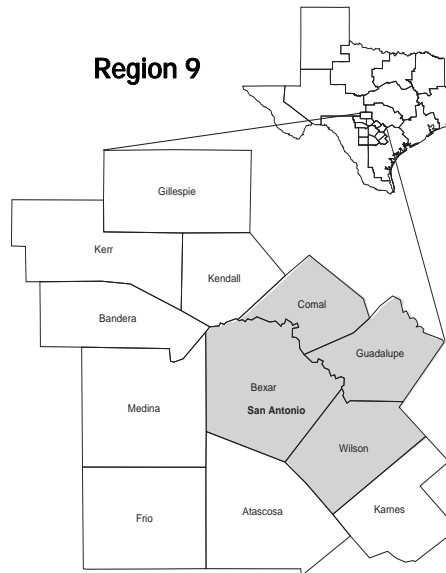 Region 9
Gillespie
Kerr
Kendall
Comal
Bandera
Guadalupe
Bexar
San Antonio
Medina
Wilson
Frio
Atascosa
Karnes